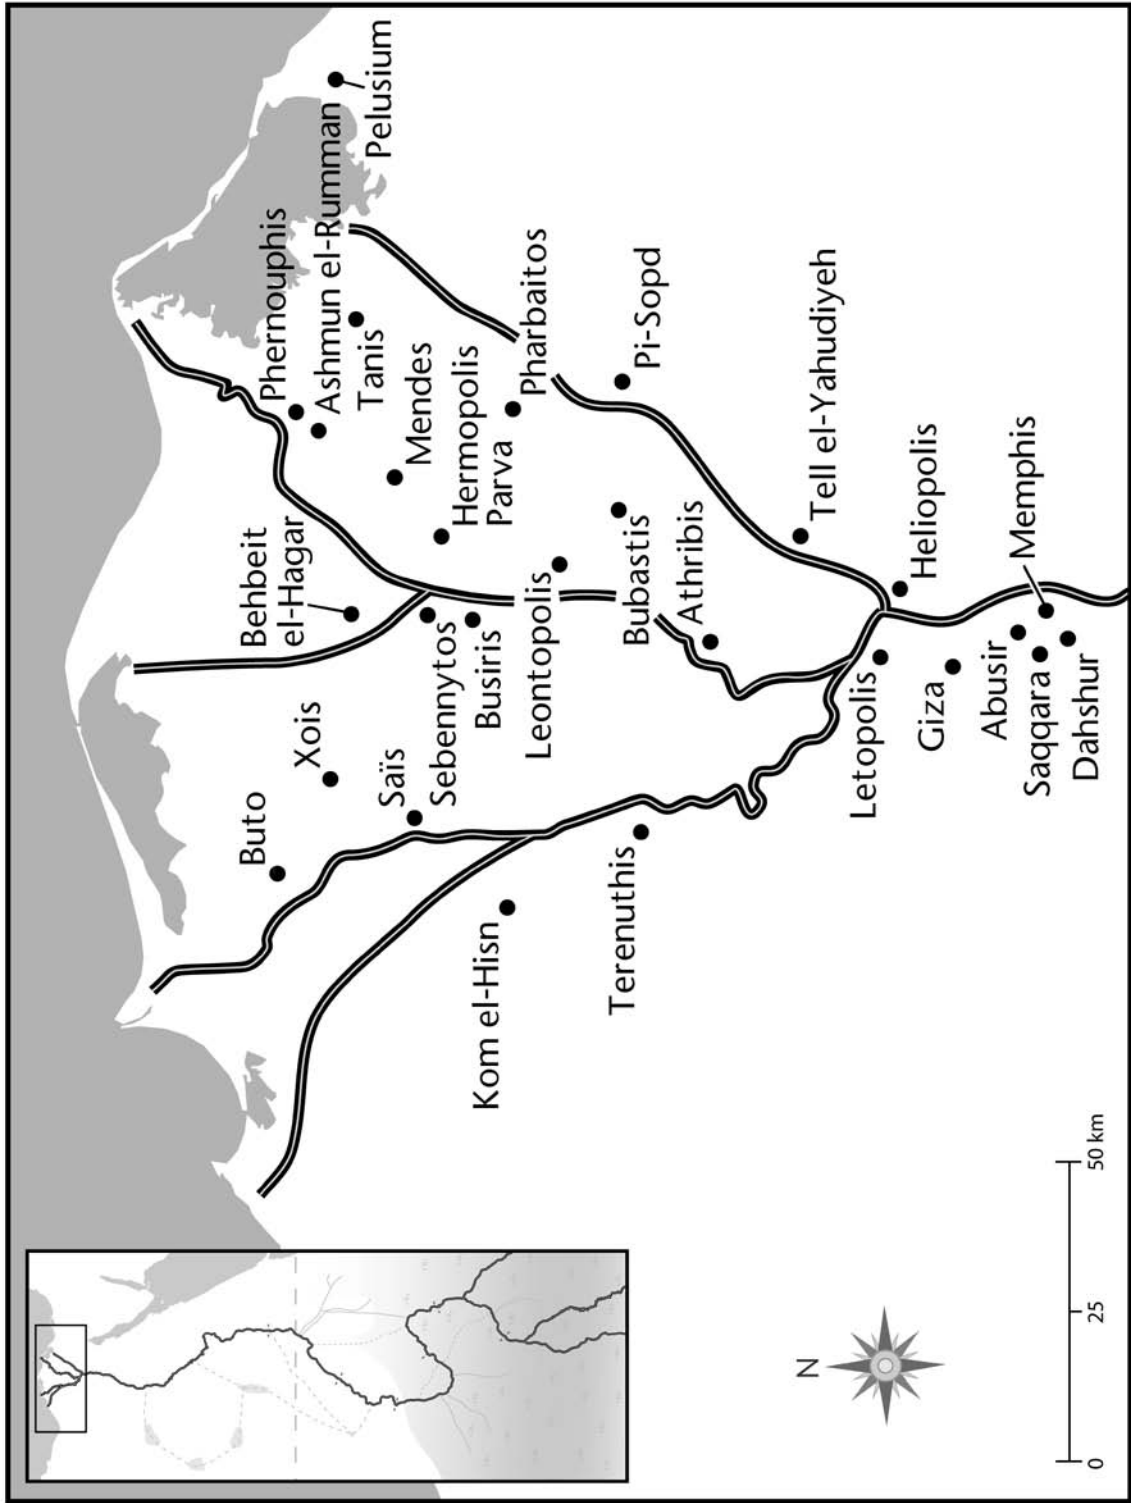 Pelusium
Phernouphis
Ashmun el-Rumman
Tanis
Mendes
Hermopolis
Parva
Pharbaitos
Pi-Sopd
Behbeit
el-Hagar
Xois
Buto
Saïs
Sebennytos
Busiris
Leontopolis
Bubastis
Athribis
Kom el-Hisn
Terenuthis
Tell el-Yahudiyeh
Letopolis
Heliopolis
Giza
Abusir
Saqqara
Dahshur
Memphis
N
0 25 50 km